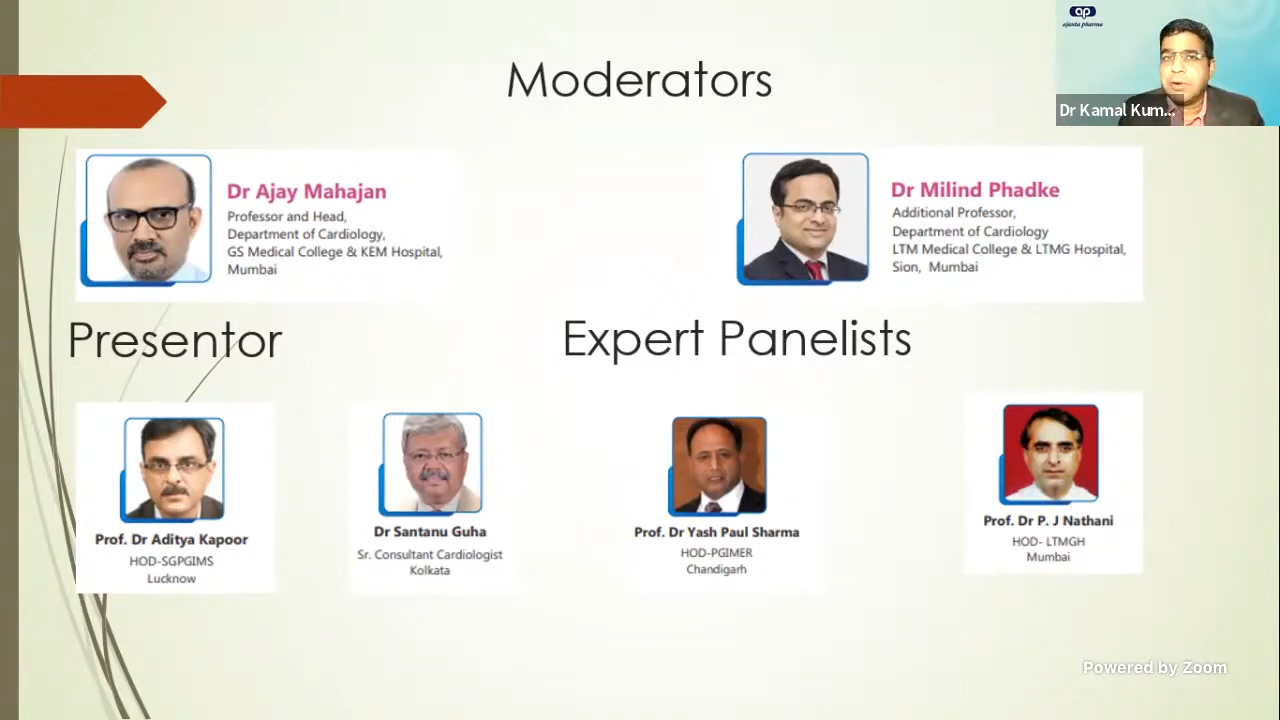 Moderators
ap
ajanta pharma
Dr Kamal Kum...
Dr Ajay Mahajan
Professor and Head,
Department of Cardiology,
GS Medical College & KEM Hospital,
Mumbai
Dr Milind Phadke
Additional Professor,
Department of Cardiology
LTM Medical College & LTMG Hospital,
Sion, Mumbai
Presentor
Expert Panelists
Prof. Dr Aditya Kapoor
HOD-SGPGIMS
Lucknow
Dr Santanu Guha
Sr. Consultant Cardiologist
Kolkata
Prof. Dr Yash Paul Sharma
HOD-PGIMER
Chandigarh
Prof. Dr P. J Nathani
HOD- LTMGH
Mumbai
Powered by Zoom